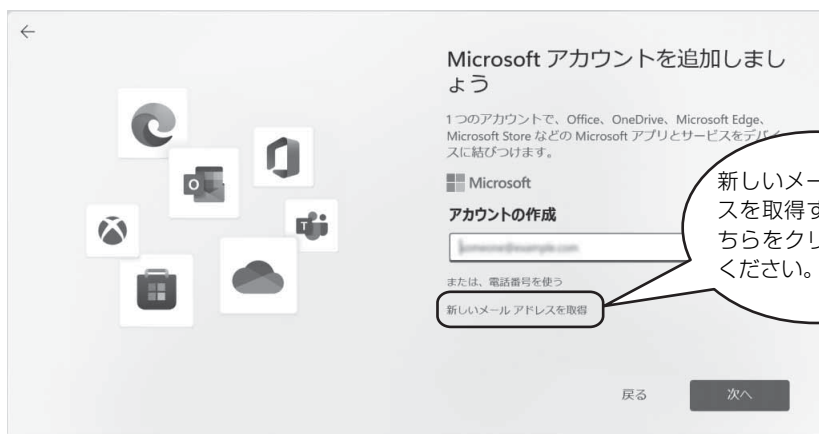 Microsoft アカウントを追加しまし
ょう
1 つのアカウントで、Office、OneDrive、Microsoft Edge、
Microsoft Store などの Microsoft アプリとサービスをデバイ
スに結びつけます。
Microsoft
アカウントの作成
someone@example.com
または、電話番号を使う
新しいメール アドレスを取得
新しいメー
スを取得す
ちらをクリ
ください。
戻る
次へ